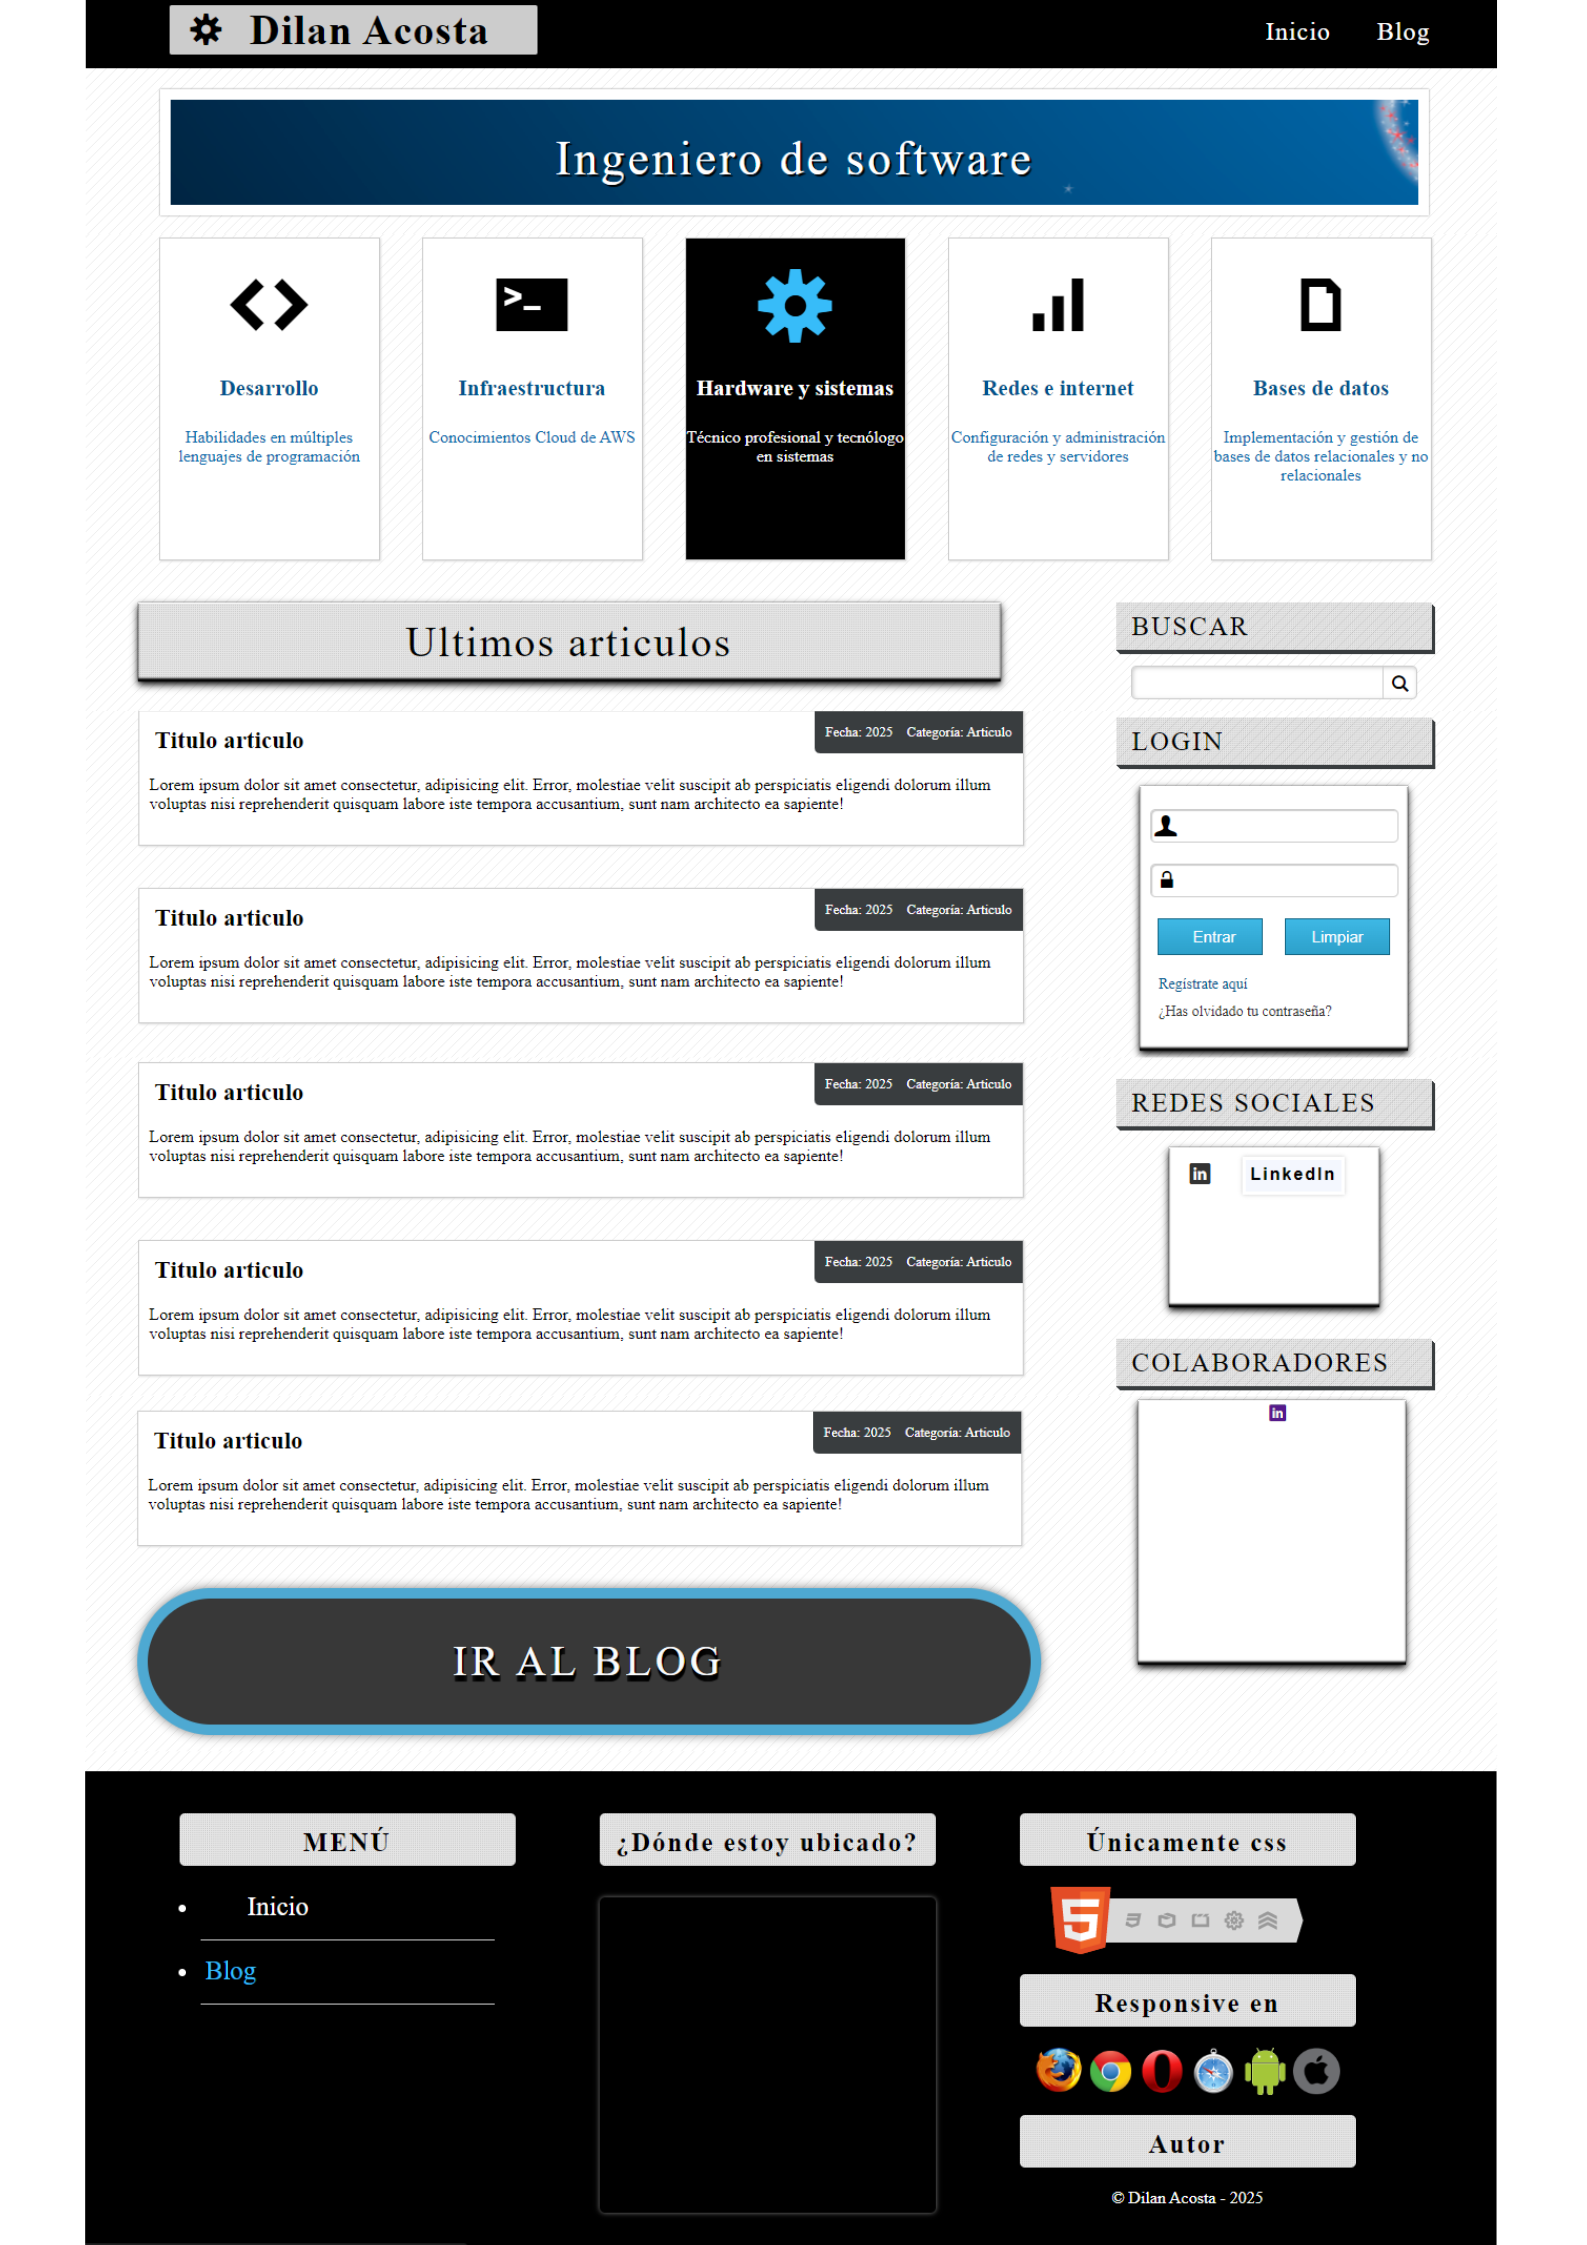 Dilan Acosta
Inicio
Blog
Ingeniero de software
Desarrollo
Habilidades en múltiples
lenguajes de programación
Infraestructura
Conocimientos Cloud de AWS
Hardware y sistemas
Técnico profesional y tecnólogo
en sistemas
Redes e internet
Configuración y administración
de redes y servidores
Bases de datos
Implementación y gestión de
bases de datos relacionales y no
relacionales
Ultimos articulos
Titulo articulo
Fecha: 2025 Categoría: Articulo
Lorem ipsum dolor sit amet consectetur, adipisicing elit. Error, molestiae velit suscipit ab perspiciatis eligendi dolorum illum
voluptas nisi reprehenderit quisquam labore iste tempora accusantium, sunt nam architecto ea sapiente!
Titulo articulo
Fecha: 2025 Categoría: Articulo
Lorem ipsum dolor sit amet consectetur, adipisicing elit. Error, molestiae velit suscipit ab perspiciatis eligendi dolorum illum
voluptas nisi reprehenderit quisquam labore iste tempora accusantium, sunt nam architecto ea sapiente!
Titulo articulo
Fecha: 2025 Categoría: Articulo
Lorem ipsum dolor sit amet consectetur, adipisicing elit. Error, molestiae velit suscipit ab perspiciatis eligendi dolorum illum
voluptas nisi reprehenderit quisquam labore iste tempora accusantium, sunt nam architecto ea sapiente!
Titulo articulo
Fecha: 2025 Categoría: Articulo
Lorem ipsum dolor sit amet consectetur, adipisicing elit. Error, molestiae velit suscipit ab perspiciatis eligendi dolorum illum
voluptas nisi reprehenderit quisquam labore iste tempora accusantium, sunt nam architecto ea sapiente!
Titulo articulo
Fecha: 2025 Categoría: Articulo
Lorem ipsum dolor sit amet consectetur, adipisicing elit. Error, molestiae velit suscipit ab perspiciatis eligendi dolorum illum
voluptas nisi reprehenderit quisquam labore iste tempora accusantium, sunt nam architecto ea sapiente!
IR AL BLOG
BUSCAR
LOGIN
Entrar
Limpiar
Regístrate aquí
¿Has olvidado tu contraseña?
REDES SOCIALES
in
LinkedIn
COLABORADORES
in
MENÚ
Inicio
Blog
¿Dónde estoy ubicado?
Únicamente css
5
Responsive en
Autor
© Dilan Acosta - 2025